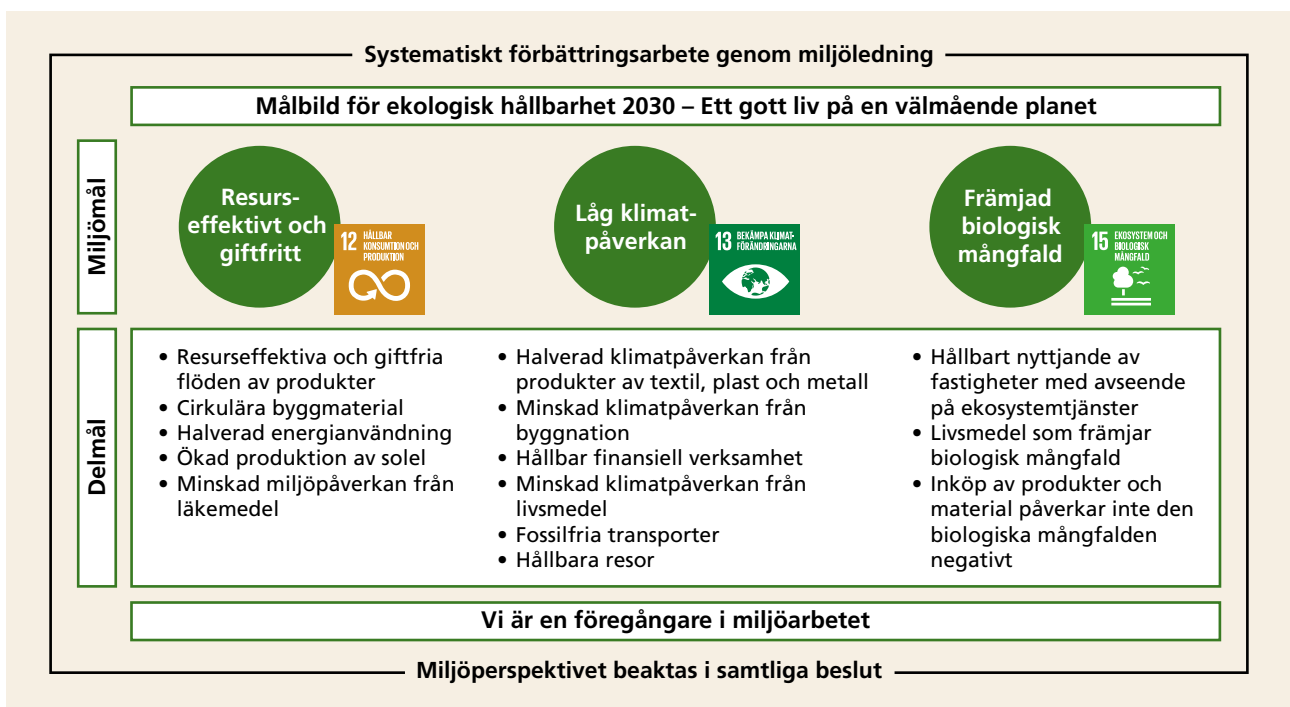 Systematiskt förbättringsarbete genom miljöledning
Målbild för ekologisk hållbarhet 2030 – Ett gott liv på en välmående planet
Miljömål
Resurs-
effektivt och
giftfritt
12 HÅLLBAR
KONSUMTION OCH
PRODUKTION
Låg klimat-
påverkan
13 BEKÄMPA KLIMAT-
FÖRÄNDRINGARNA
Främjad
biologisk
mångfald
15 EKOSYSTEM OCH
BIOLOGISK
MÅNGFALD
Delmål
• Resurseffektiva och giftfria
flöden av produkter
• Cirkulära byggmaterial
• Halverad energianvändning
• Ökad produktion av solel
• Minskad miljöpåverkan från
läkemedel
• Halverad klimatpåverkan från
produkter av textil, plast och metall
• Minskad klimatpåverkan från
byggnation
• Hållbar finansiell verksamhet
• Minskad klimatpåverkan från
livsmedel
• Fossilfria transporter
• Hållbara resor
• Hållbart nyttjande av
fastigheter med avseende
på ekosystemtjänster
• Livsmedel som främjar
biologisk mångfald
• Inköp av produkter och
material påverkar inte den
biologiska mångfalden
negativt
Vi är en föregångare i miljöarbetet
Miljöperspektivet beaktas i samtliga beslut